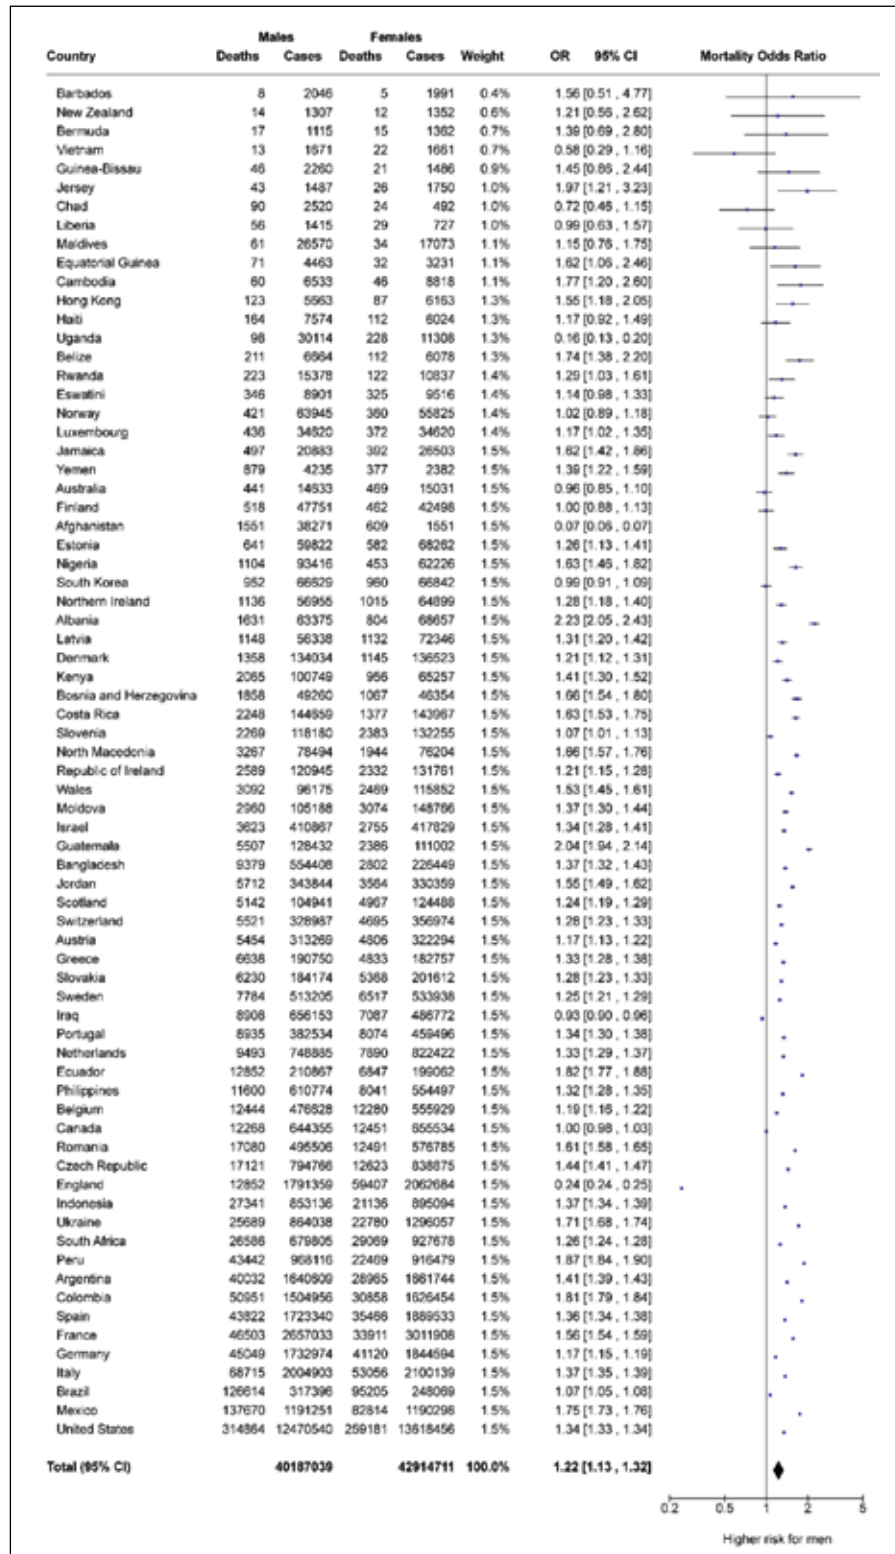 Males Females
Country Deaths Cases Deaths Cases Weight OR 95% CI Mortality Odds Ratio
Barbados 8 2046 5 1991 0.4% 1.56 [0.51 , 4.77]
New Zealand 14 1307 12 1352 0.6% 1.21 [0.56 , 2.62]
Bermuda 17 1115 15 1362 0.7% 1.39 [0.69 , 2.80]
Vietnam 13 1671 22 1661 0.7% 0.58 [0.29 , 1.16]
Guinea-Bissau 46 2260 21 1486 0.9% 1.45 [0.86 , 2.44]
Jersey 43 1487 26 1750 1.0% 1.97 [1.21 , 3.23]
Chad 90 2520 24 492 1.0% 0.72 [0.46 , 1.15]
Liberia 56 1415 29 727 1.0% 0.99 [0.63 , 1.57]
Maldives 61 26570 34 17073 1.1% 1.15 [0.76 , 1.75]
Equatorial Guinea 71 4463 32 3231 1.1% 1.62 [1.06 , 2.46]
Cambodia 60 6533 46 8818 1.1% 1.77 [1.20 , 2.60]
Hong Kong 123 5563 87 6163 1.3% 1.55 [1.18 , 2.05]
Haiti 164 7574 112 6024 1.3% 1.17 [0.92 , 1.49]
Uganda 98 30114 228 11308 1.3% 0.16 [0.13 , 0.20]
Belize 211 6664 112 6078 1.3% 1.74 [1.38 , 2.20]
Rwanda 223 15378 122 10837 1.4% 1.29 [1.03 , 1.61]
Eswatini 346 8901 325 9516 1.4% 1.14 [0.98 , 1.33]
Norway 421 63945 360 55825 1.4% 1.02 [0.89 , 1.18]
Luxembourg 436 34620 372 34620 1.4% 1.17 [1.02 , 1.35]
Jamaica 497 20883 392 26503 1.5% 1.62 [1.42 , 1.86]
Yemen 879 4235 377 2382 1.5% 1.39 [1.22 , 1.59]
Australia 441 14633 469 15031 1.5% 0.96 [0.85 , 1.10]
Finland 518 47751 462 42498 1.5% 1.00 [0.88 , 1.13]
Afghanistan 1551 38271 609 1551 1.5% 0.07 [0.06 , 0.07]
Estonia 641 59822 582 68262 1.5% 1.26 [1.13 , 1.41]
Nigeria 1104 93416 453 62226 1.5% 1.63 [1.46 , 1.82]
South Korea 952 66629 960 66842 1.5% 0.99 [0.91 , 1.09]
Northern Ireland 1136 56955 1015 64899 1.5% 1.28 [1.18 , 1.40]
Albania 1631 63375 804 68657 1.5% 2.23 [2.05 , 2.43]
Latvia 1148 56338 1132 72346 1.5% 1.31 [1.20 , 1.42]
Denmark 1358 134034 1145 136523 1.5% 1.21 [1.12 , 1.31]
Kenya 2065 100749 956 65257 1.5% 1.41 [1.30 , 1.52]
Bosnia and Herzegovina 1858 49260 1067 46354 1.5% 1.66 [1.54 , 1.80]
Costa Rica 2248 144659 1377 143967 1.5% 1.63 [1.53 , 1.75]
Slovenia 2269 118180 2383 132255 1.5% 1.07 [1.01 , 1.13]
North Macedonia 3267 78494 1944 76204 1.5% 1.66 [1.57 , 1.76]
Republic of Ireland 2589 120945 2332 131761 1.5% 1.21 [1.15 , 1.28]
Wales 3092 96175 2469 115852 1.5% 1.53 [1.45 , 1.61]
Moldova 2960 105188 3074 148766 1.5% 1.37 [1.30 , 1.44]
Israel 3623 410867 2755 417829 1.5% 1.34 [1.28 , 1.41]
Guatemala 5507 128432 2386 111002 1.5% 2.04 [1.94 , 2.14]
Bangladesh 9379 554408 2802 226449 1.5% 1.37 [1.32 , 1.43]
Jordan 5712 343844 3564 330359 1.5% 1.55 [1.49 , 1.62]
Scotland 5142 104941 4967 124488 1.5% 1.24 [1.19 , 1.29]
Switzerland 5521 328987 4695 356974 1.5% 1.28 [1.23 , 1.33]
Austria 5454 313269 4806 322294 1.5% 1.17 [1.13 , 1.22]
Greece 6638 190750 4833 182757 1.5% 1.33 [1.28 , 1.38]
Slovakia 6230 184174 5368 201612 1.5% 1.28 [1.23 , 1.33]
Sweden 7784 513205 6517 533938 1.5% 1.25 [1.21 , 1.29]
Iraq 8908 656153 7087 486772 1.5% 0.93 [0.90 , 0.96]
Portugal 8935 382534 8074 459496 1.5% 1.34 [1.30 , 1.38]
Netherlands 9493 748885 7890 822422 1.5% 1.33 [1.29 , 1.37]
Ecuador 12852 210867 6847 199062 1.5% 1.82 [1.77 , 1.88]
Philippines 11600 610774 8041 554497 1.5% 1.32 [1.28 , 1.35]
Belgium 12444 476628 12280 555929 1.5% 1.19 [1.16 , 1.22]
Canada 12268 644355 12451 655534 1.5% 1.00 [0.98 , 1.03]
Romania 17080 495506 12491 576785 1.5% 1.61 [1.58 , 1.65]
Czech Republic 17121 794766 12623 838875 1.5% 1.44 [1.41 , 1.47]
England 12852 1791359 59407 2062684 1.5% 0.24 [0.24 , 0.25]
Indonesia 27341 853136 21136 895094 1.5% 1.37 [1.34 , 1.39]
Ukraine 25689 864038 22780 1296057 1.5% 1.71 [1.68 , 1.74]
South Africa 26586 679805 29069 927678 1.5% 1.26 [1.24 , 1.28]
Peru 43442 968116 22469 916479 1.5% 1.87 [1.84 , 1.90]
Argentina 40032 1640609 28965 1661744 1.5% 1.41 [1.39 , 1.43]
Colombia 50951 1504956 30858 1626454 1.5% 1.81 [1.79 , 1.84]
Spain 43822 1723340 35466 1889533 1.5% 1.36 [1.34 , 1.38]
France 46503 2657033 33911 3011908 1.5% 1.56 [1.54 , 1.59]
Germany 45049 1732974 41120 1844594 1.5% 1.17 [1.15 , 1.19]
Italy 68715 2004903 53056 2100139 1.5% 1.37 [1.35 , 1.39]
Brazil 126614 317396 95205 248069 1.5% 1.07 [1.05 , 1.08]
Mexico 137670 1191251 82814 1190298 1.5% 1.75 [1.73 , 1.76]
United States 314864 12470540 259181 13618456 1.5% 1.34 [1.33 , 1.34]
Total (95% CI) 40187039 42914711 100.0% 1.22 [1.13 , 1.32]
0.2 0.5 1 2 5
Higher risk for men